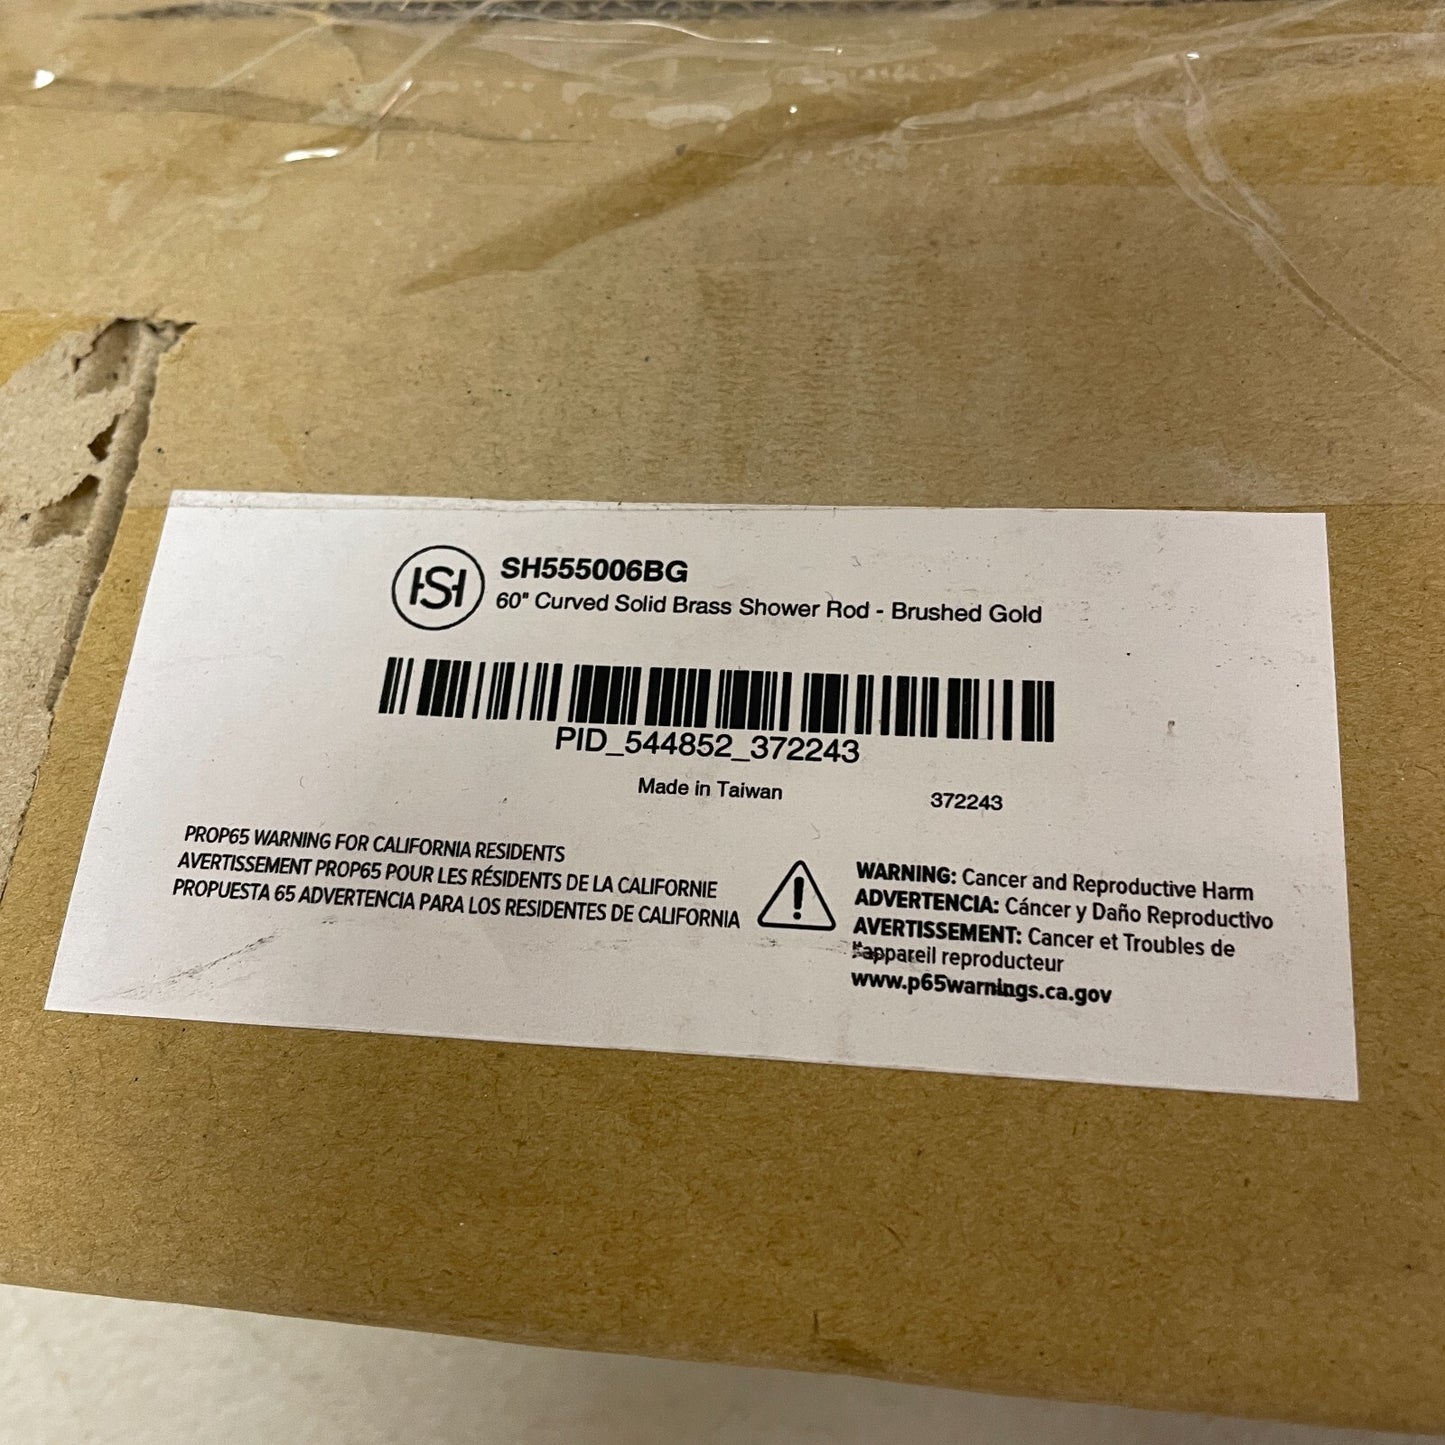 SH
SH555006BG
60" Curved Solid Brass Shower Rod - Brushed Gold
PID_544852_372243
Made in Taiwan
372243
PROP65 WARNING FOR CALIFORNIA RESIDENTS
AVERTISSEMENT PROP65 POUR LES RÉSIDENTS DE LA CALIFORNIE
PROPUESTA 65 ADVERTENCIA PARA LOS RESIDENTES DE CALIFORNIA
WARNING: Cancer and Reproductive Harm
ADVERTENCIA: Cáncer y Daño Reproductivo
AVERTISSEMENT: Cancer et Troubles de
l'appareil reproducteur
www.p65warnings.ca.gov